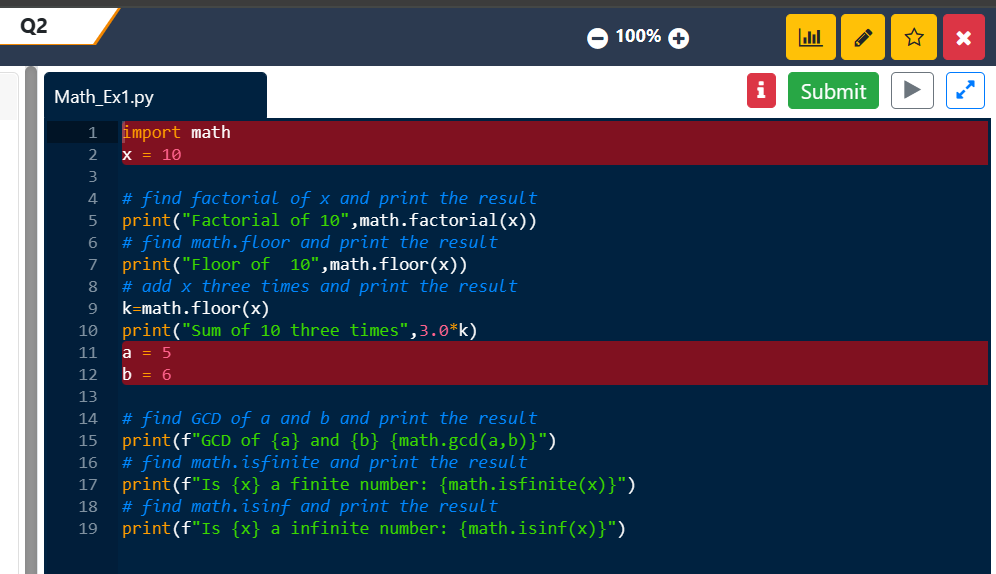 Q2
100%
Math_Ex1.py
Submit
1 import math
2 x = 10
3
4 # find factorial of x and print the result
5 print("Factorial of 10",math.factorial(x))
6 # find math.floor and print the result
7 print("Floor of  10",math.floor(x))
8 # add x three times and print the result
9 k=math.floor(x)
10 print("Sum of 10 three times",3.0*k)
11 a = 5
12 b = 6
13
14 # find GCD of a and b and print the result
15 print(f"GCD of {a} and {b} {math.gcd(a,b)}")
16 # find math.isfinite and print the result
17 print(f"Is {x} a finite number: {math.isfinite(x)}")
18 # find math.isinf and print the result
19 print(f"Is {x} a infinite number: {math.isinf(x)}")